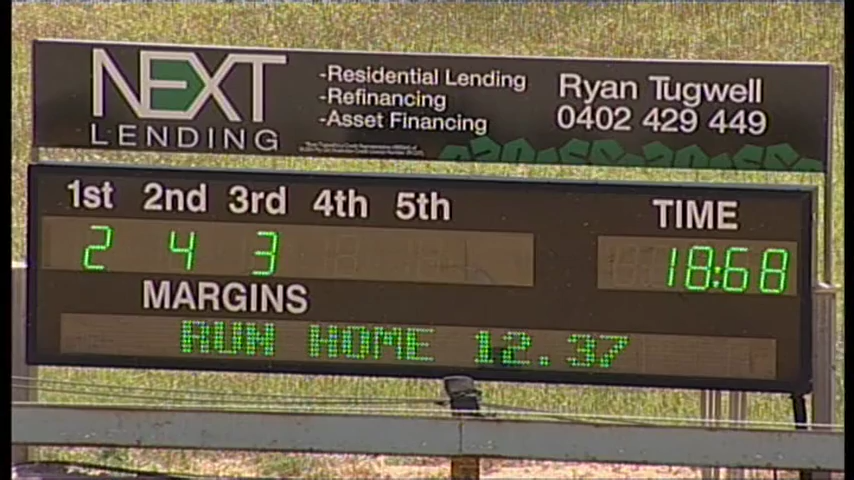 NEXT
LENDING
-Residential Lending
-Refinancing
-Asset Financing
Ryan Tugwell
0402 429 449
1st 2nd 3rd 4th 5th
TIME
2 4 3
18:68
MARGINS
RUN HOME 12.37